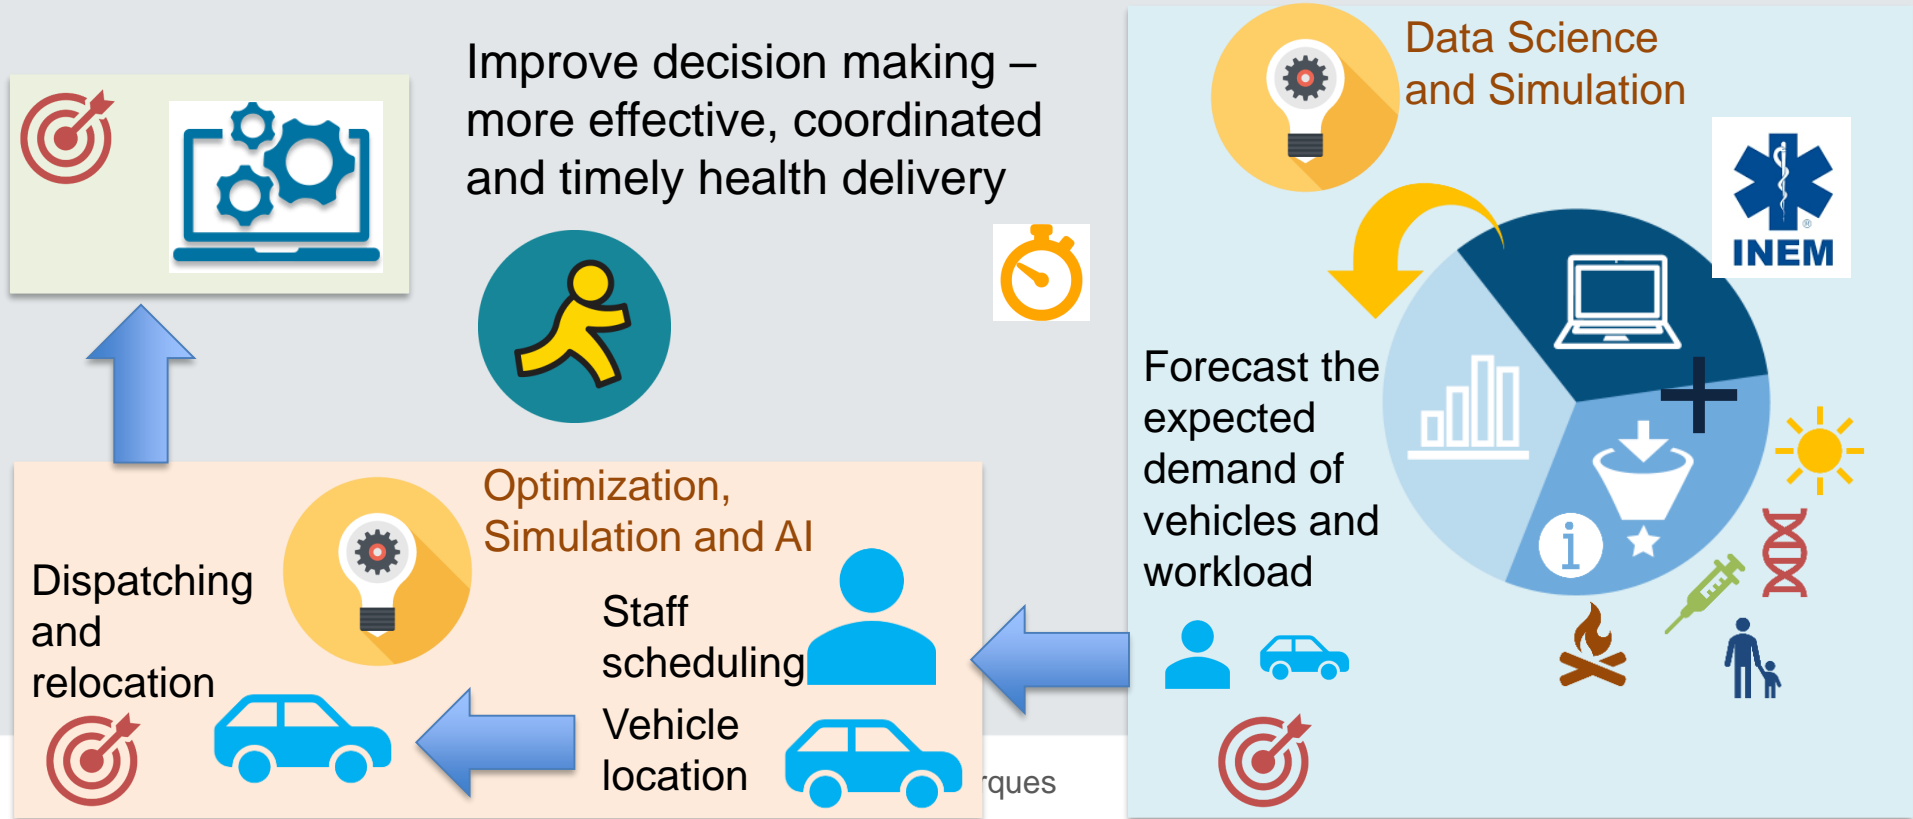 Improve decision making –
more effective, coordinated
and timely health delivery
Data Science
and Simulation
INEM
®
Forecast the
expected
demand of
vehicles and
workload
Optimization,
Simulation and AI
Dispatching
and
relocation
Staff
scheduling
Vehicle
location
i